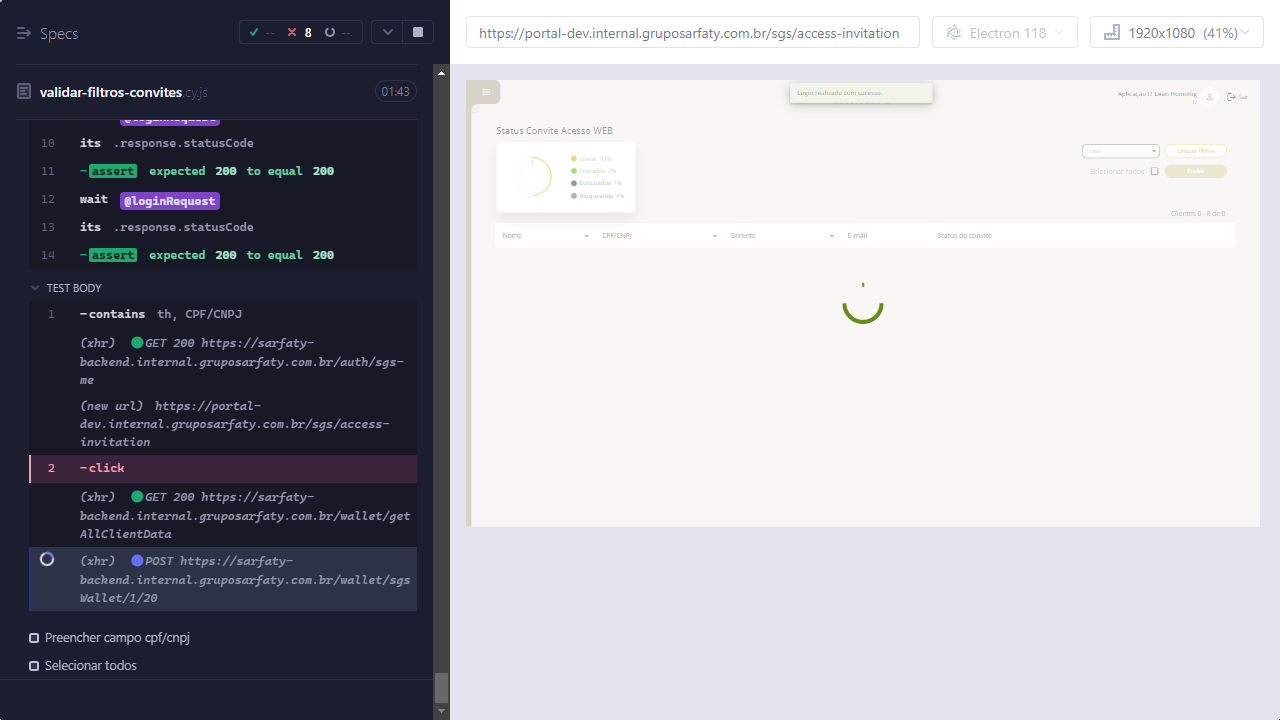 Specs
-- 8 --
validar-filtros-convites.cy.js
01:43
@loginRequest
10 its .response.statusCode
11 -assert expected 200 to equal 200
12 wait @loginRequest
13 its .response.statusCode
14 -assert expected 200 to equal 200
TEST BODY
1 -contains th, CPF/CNPJ
(xhr) GET 200 https://sarfaty-
backend.internal.gruposarfaty.com.br/auth/sgs-
me
(new url) https://portal-
dev.internal.gruposarfaty.com.br/sgs/access-
invitation
2 -click
(xhr) GET 200 https://sarfaty-
backend.internal.gruposarfaty.com.br/wallet/get
AllClientData
(xhr) POST https://sarfaty-
backend.internal.gruposarfaty.com.br/wallet/sgs
Wallet/1/20
Preencher campo cpf/cnpj
Selecionar todos
https://portal-dev.internal.gruposarfaty.com.br/sgs/access-invitation
Electron 118
1920x1080 (41%)
Login realizado com sucesso.
Aplicação IT Lean Homolog
Sair
Status Convite Acesso WEB
Enviar 93%
Enviados 2%
Concluídos 1%
Bloqueados 4%
Todos
Limpar filtros
Selecionar todos
Enviar
Clientes 0 - 0 de 0
Nome
CPF/CNPJ
Gerente
E-mail
Status do convite